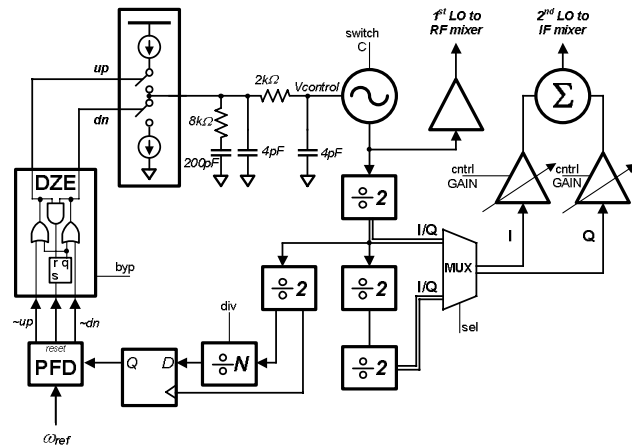 1st LO to
RF mixer
2nd LO to
IF mixer
switch
C
up
dn
2kΩ
Vcontrol
8kΩ
200pF
4pF
4pF
Σ
DZE
cntrl
GAIN
cntrl
GAIN
÷2
I/Q
I
Q
MUX
r q
s
byp
÷2
÷2
I/Q
sel
~up
~dn
div
reset
PFD
Q
D
÷N
÷2
ωref